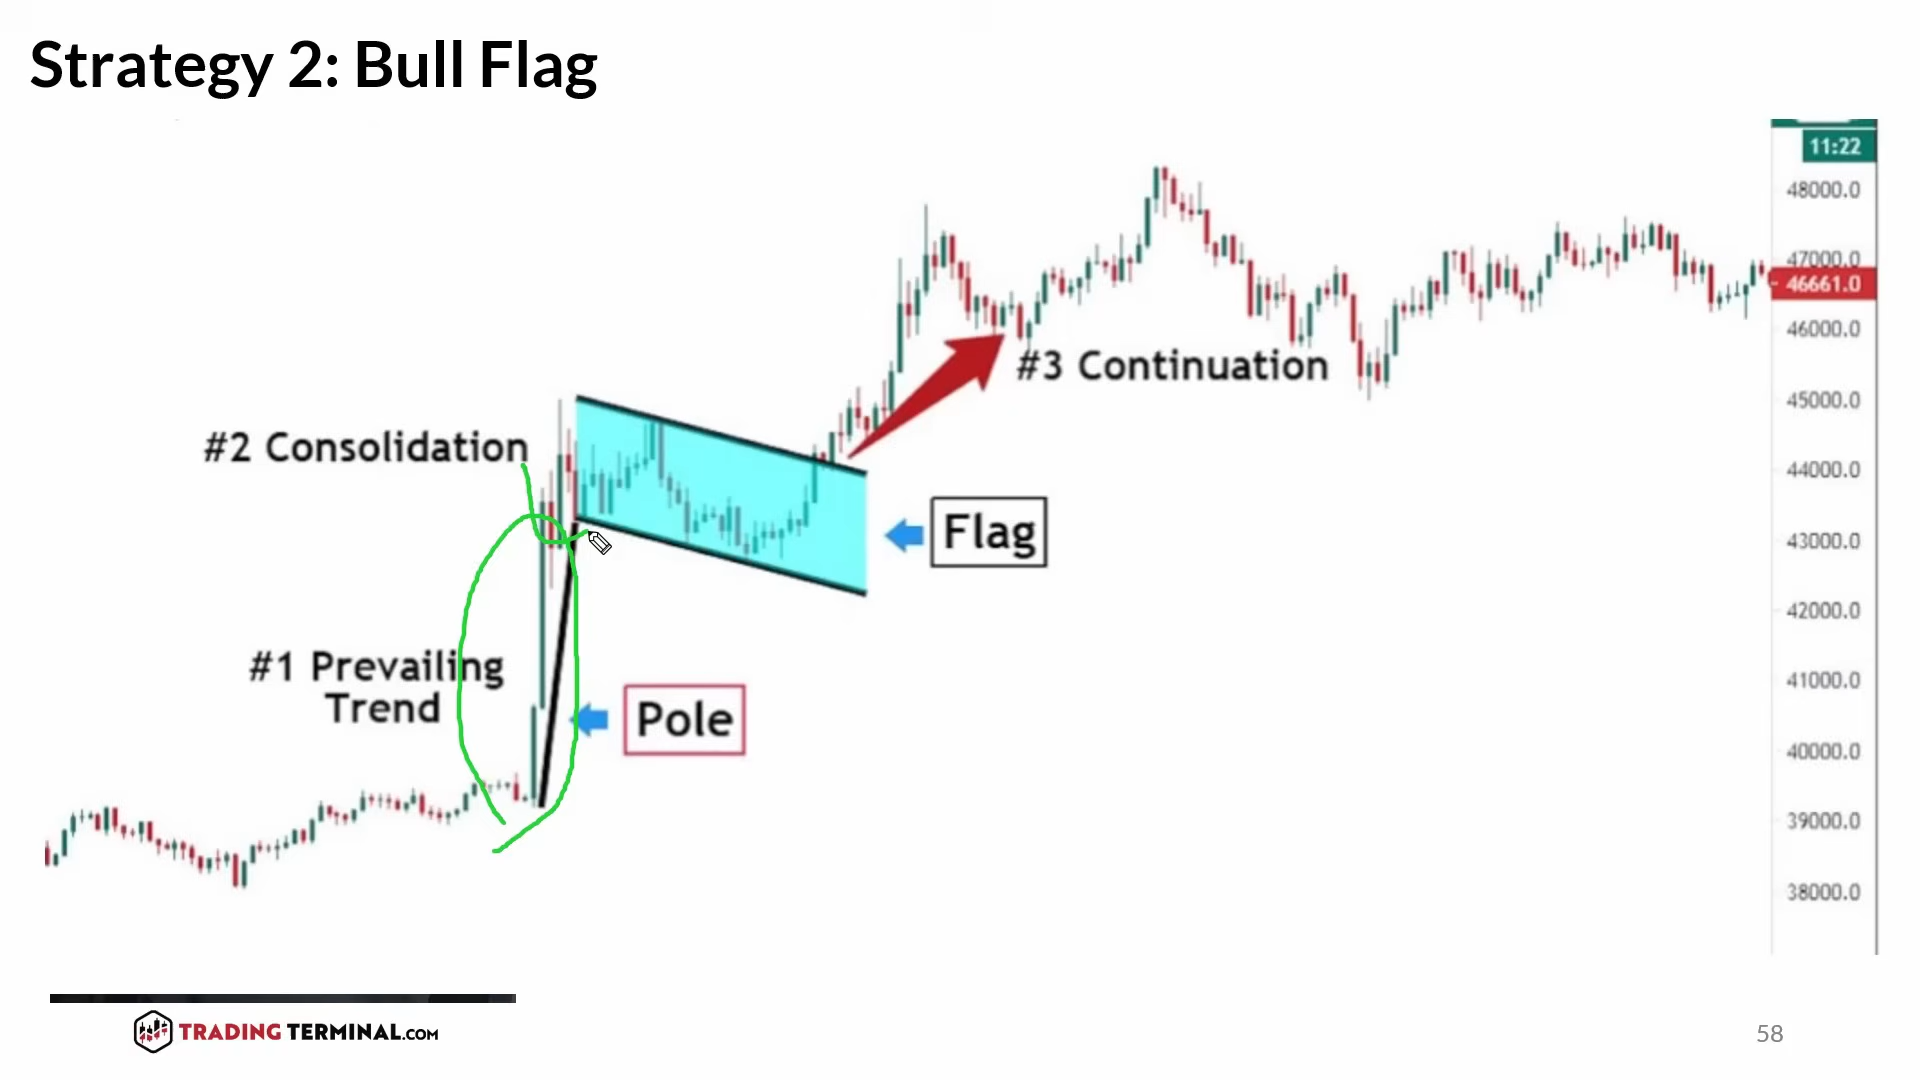 Strategy 2: Bull Flag
11:22
48000.0
47000.0
46661.0
46000.0
#3 Continuation
45000.0
#2 Consolidation
44000.0
Flag
43000.0
42000.0
#1 Prevailing
Trend
41000.0
Pole
40000.0
39000.0
38000.0
TRADING TERMINAL.COM
58